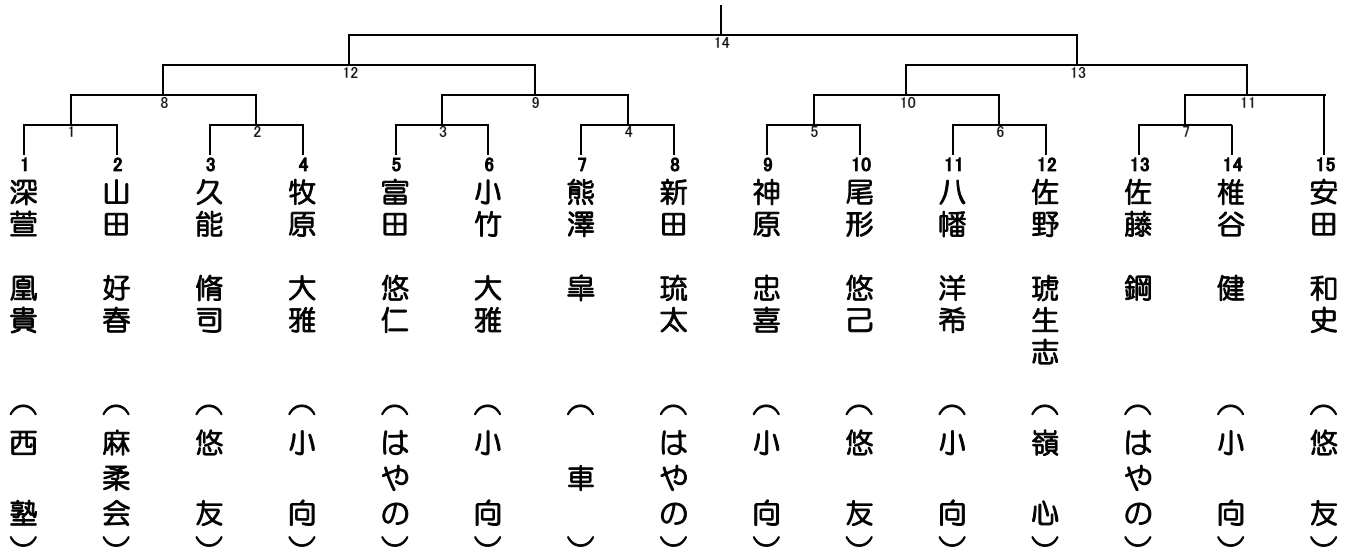 14
12
13
8
9
10
11
1
2
3
4
5
6
7
1
深萱 凰貴
（西塾）
2
山田 好春
（麻柔会）
3
久能 脩司
（悠友）
4
牧原 大雅
（小向）
5
富田 悠仁
（はやの）
6
小竹 大雅
（小向）
7
熊澤 皐
（車）
8
新田 琉太
（はやの）
9
神原 忠喜
（小向）
10
尾形 悠己
（悠友）
11
八幡 洋希
（小向）
12
佐野 琥生志
（嶺心）
13
佐藤 鋼
（はやの）
14
椎谷 健
（小向）
15
安田 和史
（悠友）